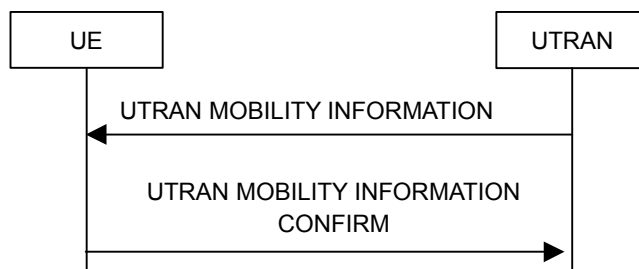 UE
UTRAN
UTRAN MOBILITY INFORMATION
UTRAN MOBILITY INFORMATION
CONFIRM